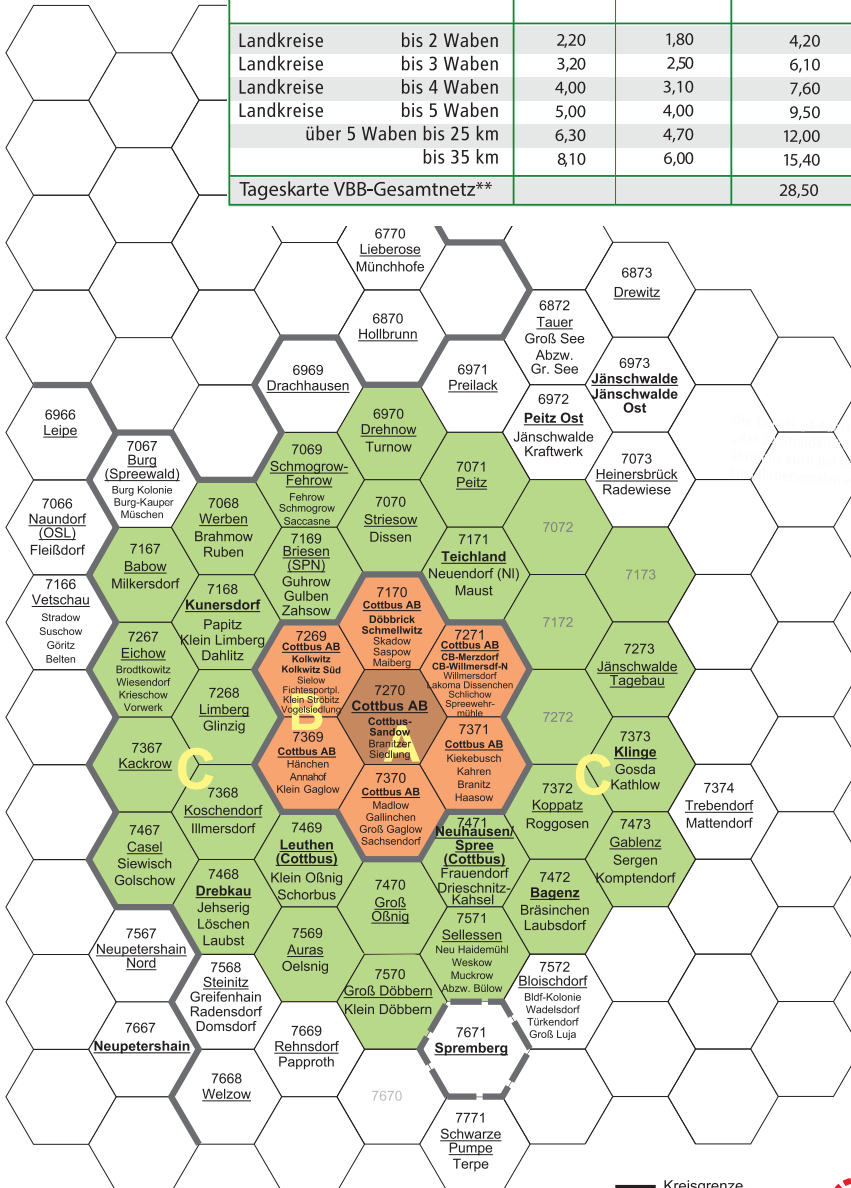 Landkreise bis 2 Waben 2,20 1,80 4,20
Landkreise bis 3 Waben 3,20 2,50 6,10
Landkreise bis 4 Waben 4,00 3,10 7,60
Landkreise bis 5 Waben 5,00 4,00 9,50
über 5 Waben bis 25 km 6,30 4,70 12,00
bis 35 km 8,10 6,00 15,40
Tageskarte VBB-Gesamtnetz** 28,50
6770
Lieberose
Münchhofe
6873
Drewitz
6870
Hollbrunn
6872
Tauer
Groß See
Abzw.
Gr. See
6969
Drachhausen
6971
Preilack
6973
Jänschwalde
Jänschwalde
Ost
6966
Leipe
6970
Drehnow
Turnow
6972
Peitz Ost
Jänschwalde
Kraftwerk
7067
Burg
(Spreewald)
Burg Kolonie
Burg-Kauper
Müschen
7069
Schmogrow-
Fehrow
Fehrow
Schmogrow
Saccasne
7071
Peitz
7073
Heinersbrück
Radewiese
7066
Naundorf
(OSL)
Fleißdorf
7068
Werben
Brahmow
Ruben
7070
Striesow
Dissen
7072
7167
Babow
Milkersdorf
7169
Briesen
(SPN)
Guhrow
Gulben
Zahsow
7171
Teichland
Neuendorf (Nl)
Maust
7173
7166
Vetschau
Stradow
Suschow
Göritz
Belten
7168
Kunersdorf
Papitz
Klein Limberg
Dahlitz
7170
Cottbus AB
Döbbrick
Schmellwitz
Skadow
Saspow
Maiberg
7172
7267
Eichow
Brodtkowitz
Wiesendorf
Krieschow
Vorwerk
7269
Cottbus AB
Kolkwitz
Kolkwitz Süd
Sielow
Fichtesportpl.
Klein Ströbitz
Vogelsiedlung
B
7271
Cottbus AB
CB-Merzdorf
CB-Willmersdf-N
Willmersdorf
Lakoma Dissenchen
Schlichow
Spreewehr-
mühle
7273
Jänschwalde
Tagebau
7268
Limberg
Glinzig
7270
Cottbus AB
Cottbus-
Sandow
Branitzer
Siedlung
A
7272
7367
Kackrow
C
7369
Cottbus AB
Hänchen
Annahof
Klein Gaglow
7371
Cottbus AB
Kiekebusch
Kahren
Branitz
Haasow
C
7373
Klinge
Gosda
Kathlow
7368
Koschendorf
Illmersdorf
7370
Cottbus AB
Madlow
Gallinchen
Groß Gaglow
Sachsendorf
7372
Koppatz
Roggosen
7374
Trebendorf
Mattendorf
7467
Casel
Siewisch
Golschow
7469
Leuthen
(Cottbus)
Klein Oßnig
Schorbus
7471
Neuhausen/
Spree
(Cottbus)
Frauendorf
Drieschnitz-
Kahsel
7473
Gablenz
Sergen
Komptendorf
7468
Drebkau
Jehserig
Löschen
Laubst
7470
Groß
Oßnig
7472
Bagenz
Bräsinchen
Laubsdorf
7567
Neupetershain
Nord
7569
Auras
Oelsnig
7571
Sellessen
Neu Haidemühl
Weskow
Muckrow
Abzw. Bülow
7568
Steinitz
Greifenhain
Radensdorf
Domsdorf
7570
Groß Döbbern
Klein Döbbern
7572
Bloischdorf
Bldf-Kolonie
Wadelsdorf
Türkendorf
Groß Luja
7667
Neupetershain
7669
Rehnsdorf
Papproth
7671
Spremberg
7668
Welzow
7670
7771
Schwarze
Pumpe
Terpe
Kreisgrenze